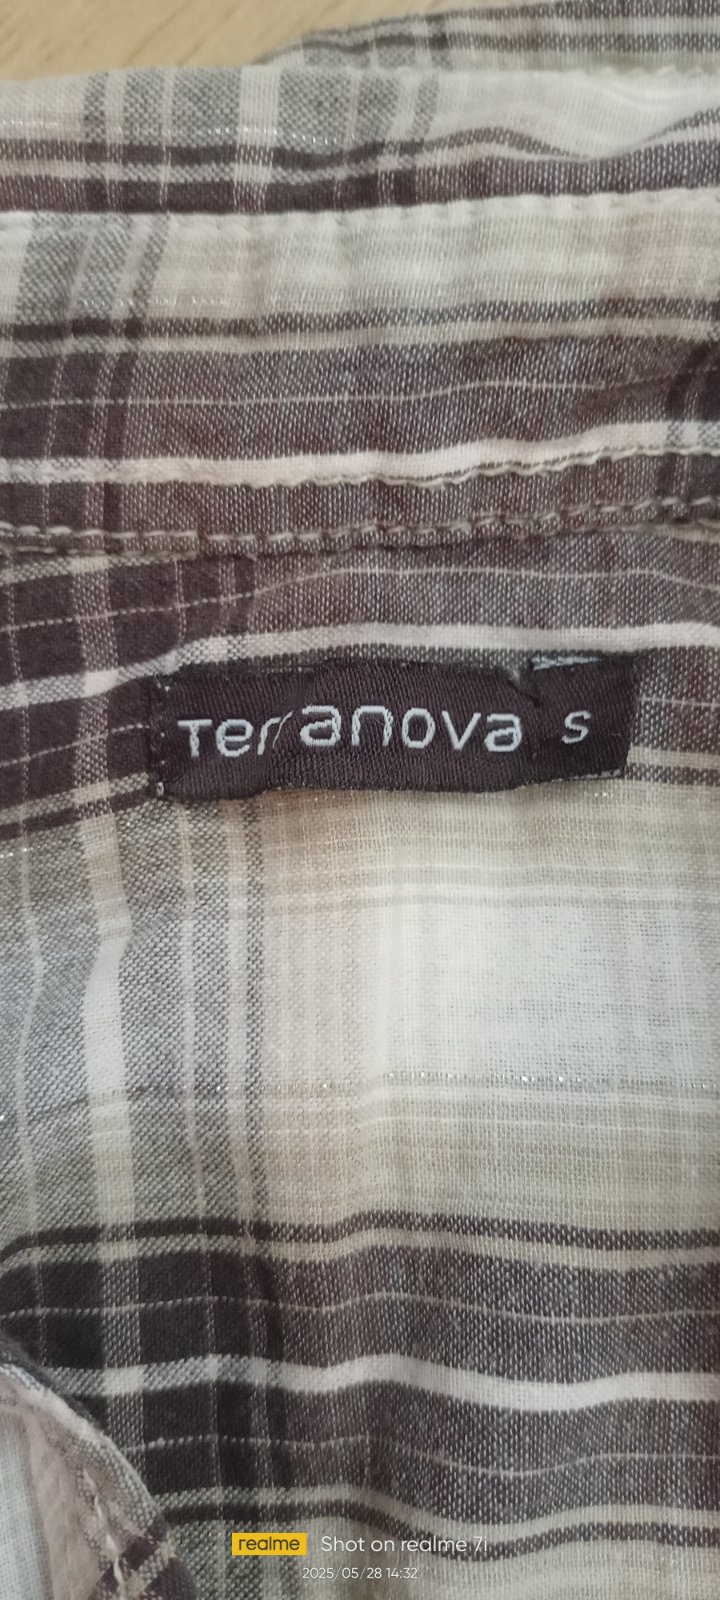 Terranova S
realme Shot on realme 7i
2025/05/28 14:32